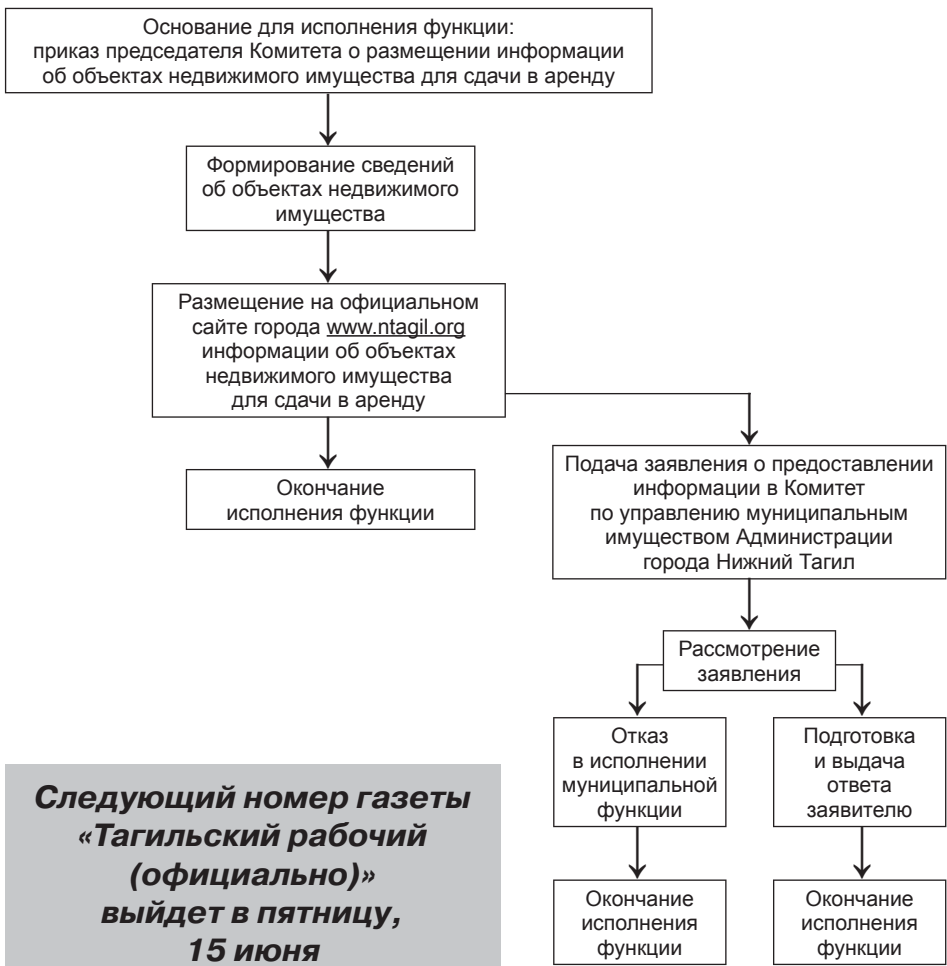 Основание для исполнения функции:
приказ председателя Комитета о размещении информации
об объектах недвижимого имущества для сдачи в аренду
Формирование сведений
об объектах недвижимого
имущества
Размещение на официальном
сайте города www.ntagil.org
информации об объектах
недвижимого имущества
для сдачи в аренду
Окончание
исполнения функции
Подача заявления о предоставлении
информации в Комитет
по управлению муниципальным
имуществом Администрации
города Нижний Тагил
Рассмотрение
заявления
Отказ
в исполнении
муниципальной
функции
Подготовка
и выдача
ответа
заявителю
Окончание
исполнения
функции
Окончание
исполнения
функции
Следующий номер газеты
«Тагильский рабочий
(официально)»
выйдет в пятницу,
15 июня